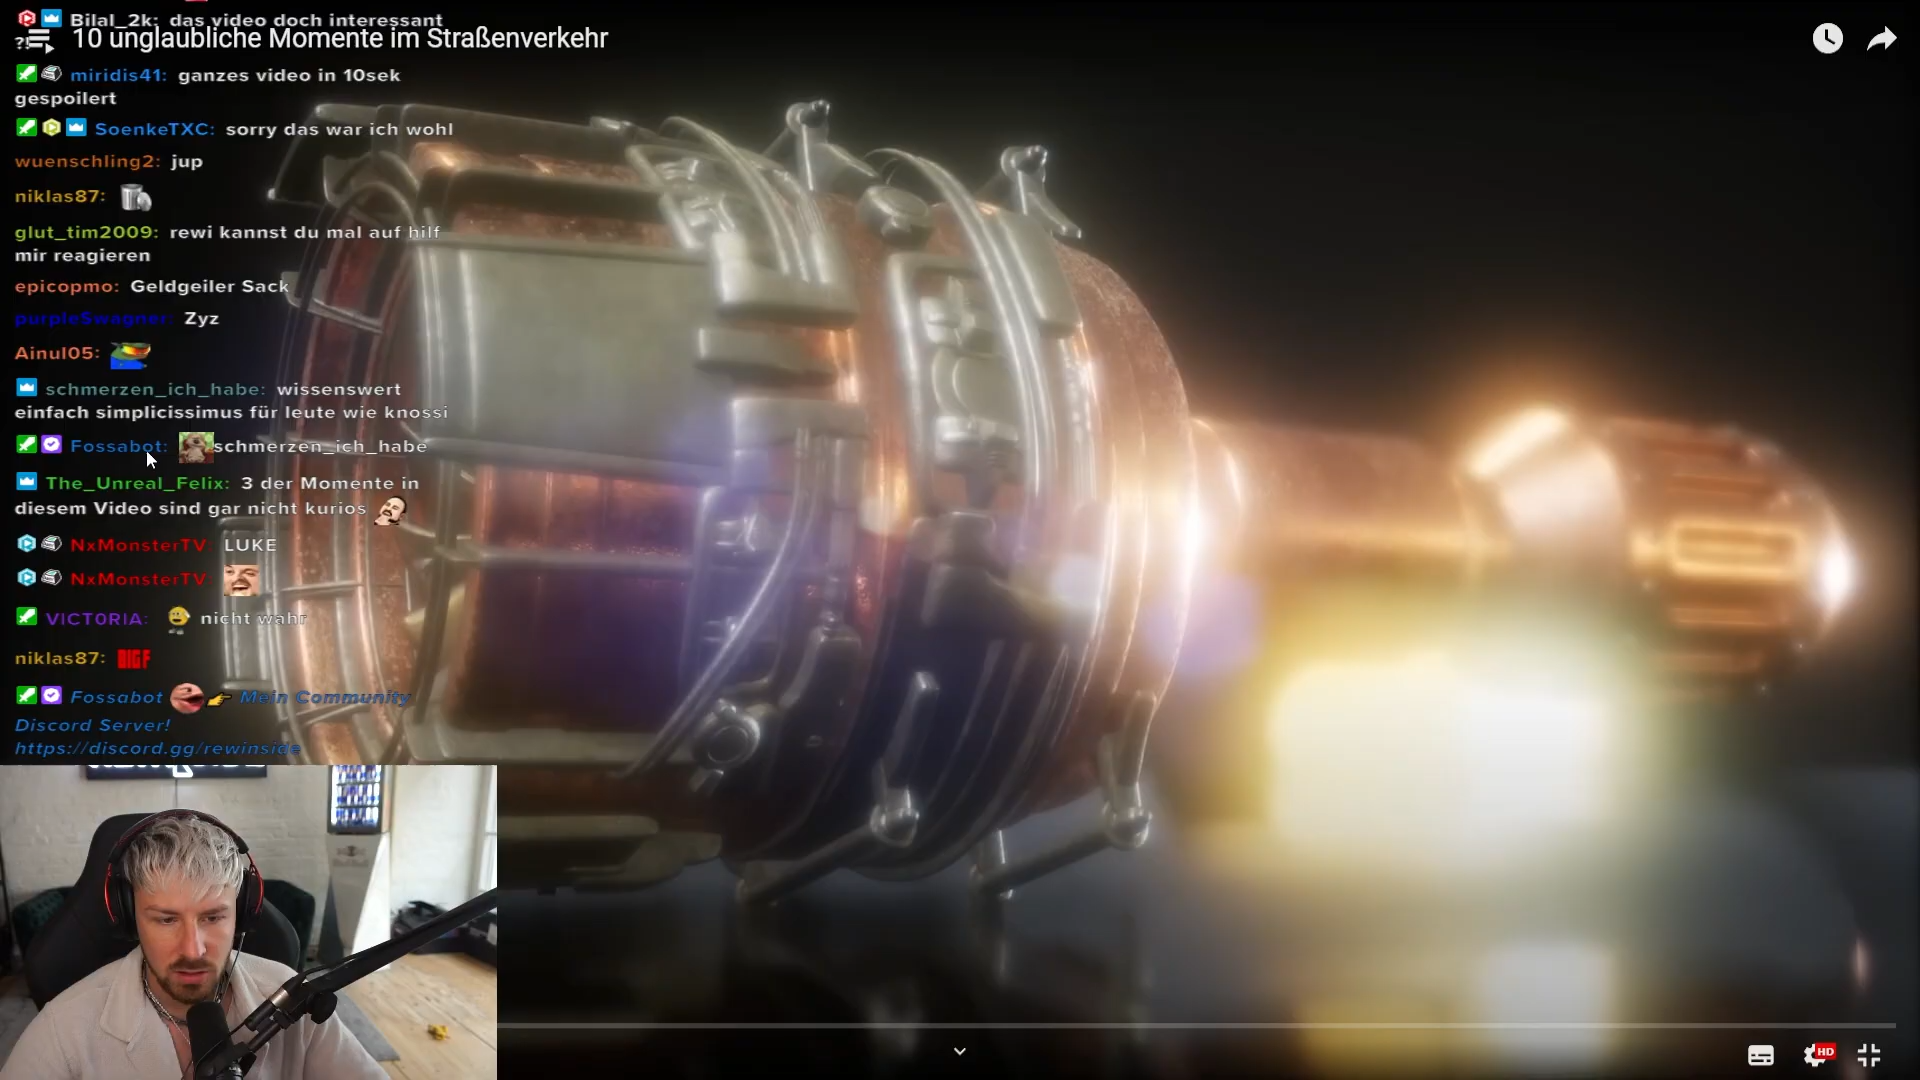 Bilal_2k: das video doch interessant
?!
10 unglaubliche Momente im Straßenverkehr
miridis41: ganzes video in 10sek
gespoilert
SoenkeTXC: sorry das war ich wohl
wuenschling2: jup
niklas87:
glut_tim2009: rewi kannst du mal auf hilf
mir reagieren
epicopmo: Geldgeiler Sack
purpleSwagner: Zyz
Ainul05:
schmerzen_ich_habe: wissenswert
einfach simplicissimus für leute wie knossi
Fossabot: schmerzen_ich_habe
The_Unreal_Felix: 3 der Momente in
diesem Video sind gar nicht kurios
NxMonsterTV: LUKE
NxMonsterTV:
VICT0RIA: nicht wahr
niklas87:
Fossabot Mein Community
Discord Server!
https://discord.gg/rewinside
HD